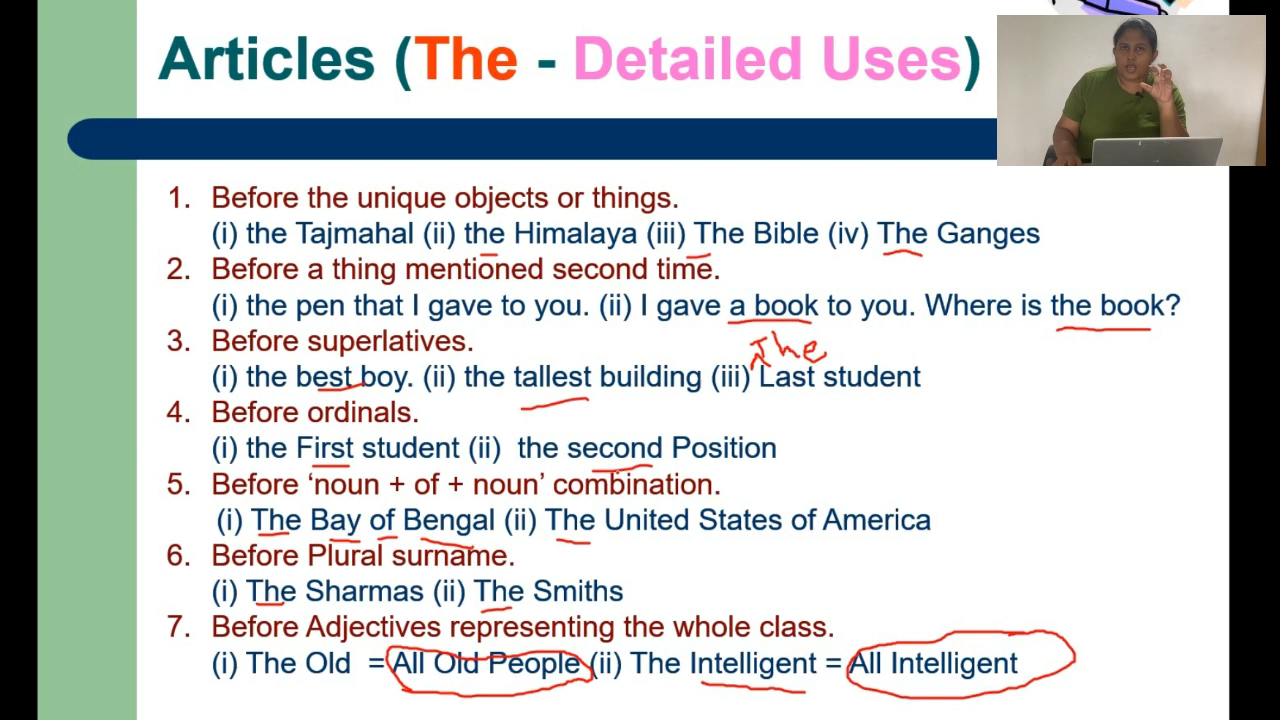 Articles (The - Detailed Uses)
1. Before the unique objects or things.
(i) the Tajmahal (ii) the Himalaya (iii) The Bible (iv) The Ganges
2. Before a thing mentioned second time.
(i) the pen that I gave to you. (ii) I gave a book to you. Where is the book?
3. Before superlatives.
The
(i) the best boy. (ii) the tallest building (iii) Last student
4. Before ordinals.
(i) the First student (ii) the second Position
5. Before ‘noun + of + noun’ combination.
(i) The Bay of Bengal (ii) The United States of America
6. Before Plural surname.
(i) The Sharmas (ii) The Smiths
7. Before Adjectives representing the whole class.
(i) The Old = All Old People (ii) The Intelligent = All Intelligent